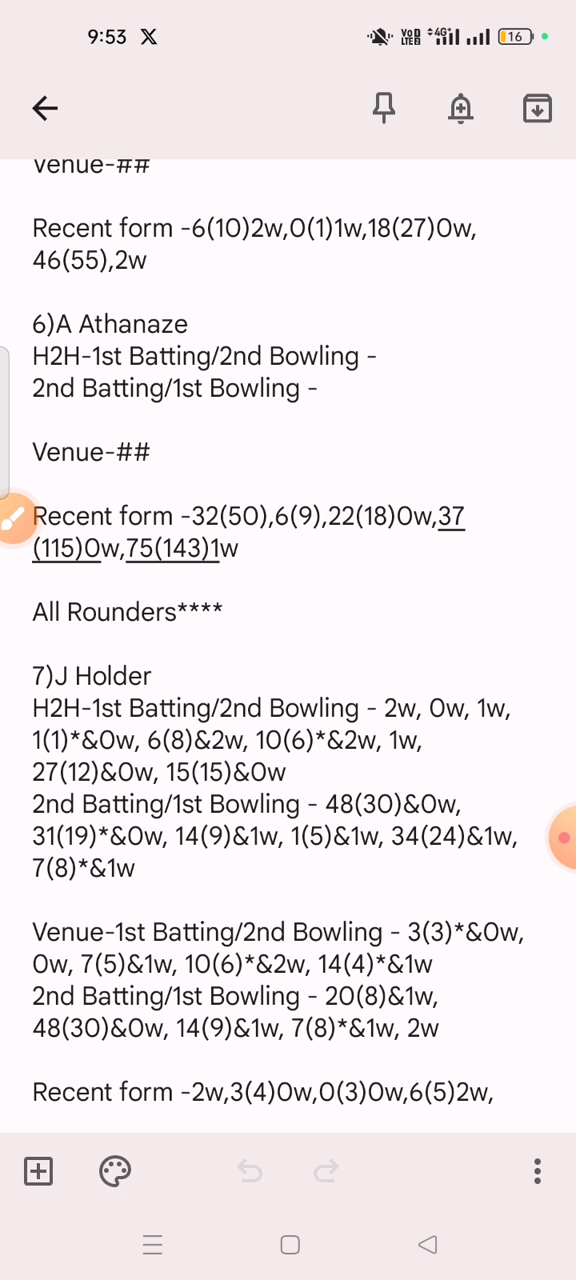 9:53 X VoD LTE2 4G+ 16
Venue-##
Recent form -6(10)2w,0(1)1w,18(27)0w,
46(55),2w
6)A Athanaze
H2H-1st Batting/2nd Bowling -
2nd Batting/1st Bowling -
Venue-##
Recent form -32(50),6(9),22(18)0w,37
(115)0w,75(143)1w
All Rounders****
7)J Holder
H2H-1st Batting/2nd Bowling - 2w, 0w, 1w,
1(1)*&0w, 6(8)&2w, 10(6)*&2w, 1w,
27(12)&0w, 15(15)&0w
2nd Batting/1st Bowling - 48(30)&0w,
31(19)*&0w, 14(9)&1w, 1(5)&1w, 34(24)&1w,
7(8)*&1w
Venue-1st Batting/2nd Bowling - 3(3)*&0w,
0w, 7(5)&1w, 10(6)*&2w, 14(4)*&1w
2nd Batting/1st Bowling - 20(8)&1w,
48(30)&0w, 14(9)&1w, 7(8)*&1w, 2w
Recent form -2w,3(4)0w,0(3)0w,6(5)2w,